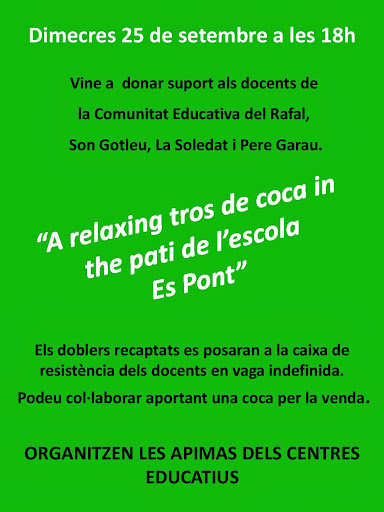 Dimecres 25 de setembre a les 18h
Vine a donar suport als docents de
la Comunitat Educativa del Rafal,
Son Gotleu, La Soledat i Pere Garau.
“A relaxing tros de coca in
the pati de l’escola
Es Pont”
Els doblers recaptats es posaran a la caixa de
resistència dels docents en vaga indefinida.
Podeu col·laborar aportant una coca per la venda.
ORGANITZEN LES APIMAS DELS CENTRES
EDUCATIUS